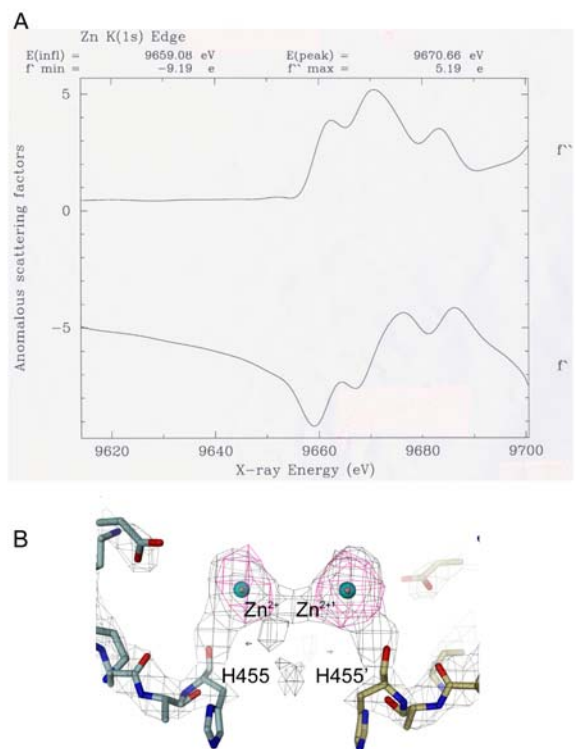 A
Zn K(1s) Edge
E(infl) = 9659.08 eV E(peak) = 9670.66 eV
f` min = -9.19 e f`` max = 5.19 e
5
f``
0
Anomalous scattering factors
-5
f`
9620 9640 9660 9680 9700
X-ray Energy (eV)
B
Zn2+ Zn2+'
H455 H455'